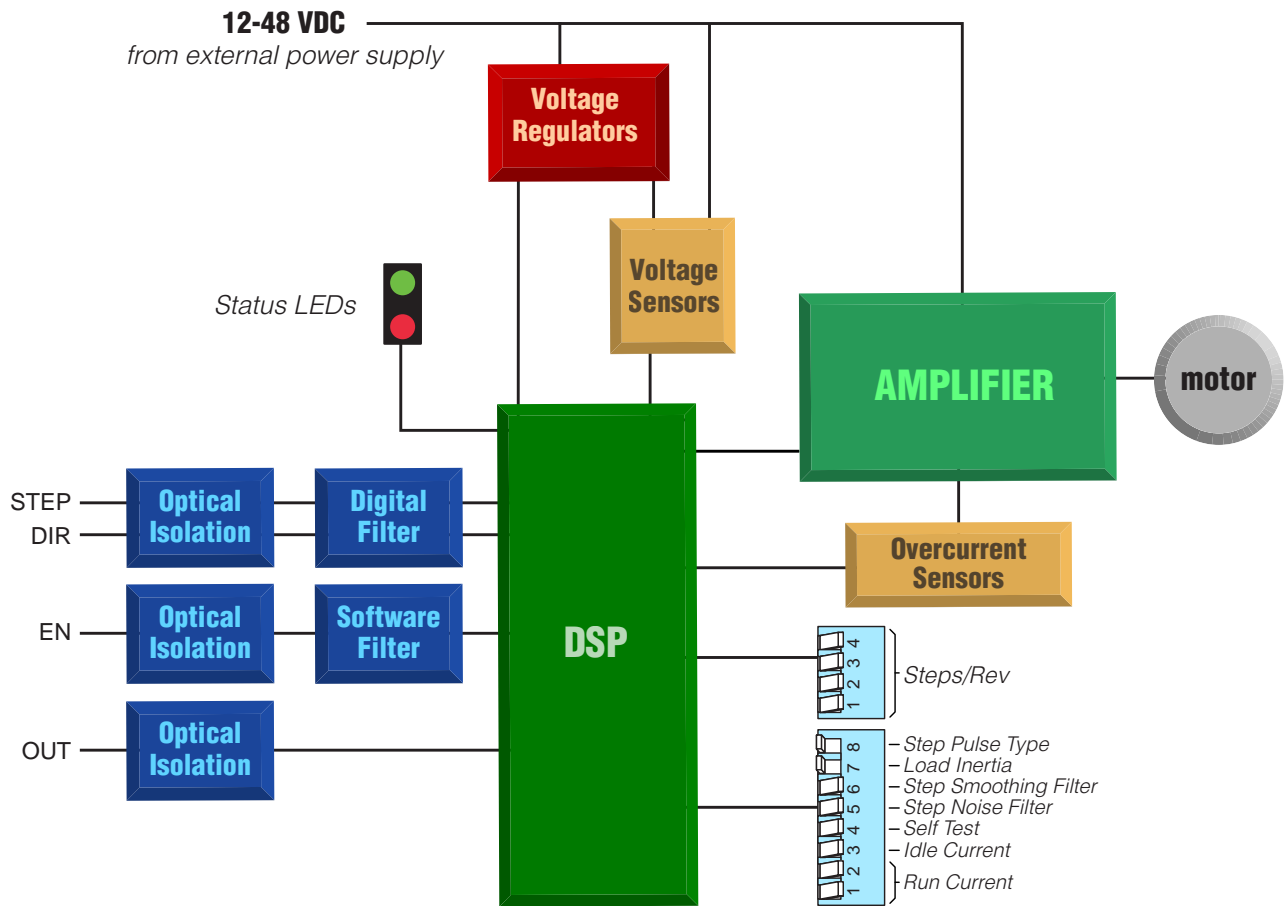 12-48 VDC
from external power supply
Voltage
Regulators
Status LEDs
Voltage
Sensors
AMPLIFIER
motor
STEP
DIR
Optical
Isolation
Digital
Filter
Overcurrent
Sensors
EN
Optical
Isolation
Software
Filter
DSP
4
3
2
1
Steps/Rev
OUT
Optical
Isolation
8
Step Pulse Type
7
Load Inertia
6
Step Smoothing Filter
5
Step Noise Filter
4
Self Test
3
Idle Current
2
1
Run Current